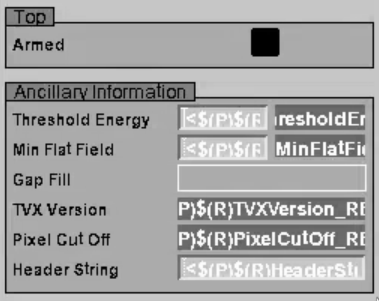 Top
Armed
Ancillary Information
Threshold Energy <$(P)$(R resholdEr
Min Flat Field <$(P)$(R MinFlatFie
Gap Fill
TVX Version P)$(R)TVXVersion_RE
Pixel Cut Off P)$(R)PixelCutOff_RE
Header String <$(P)$(R)HeaderStr